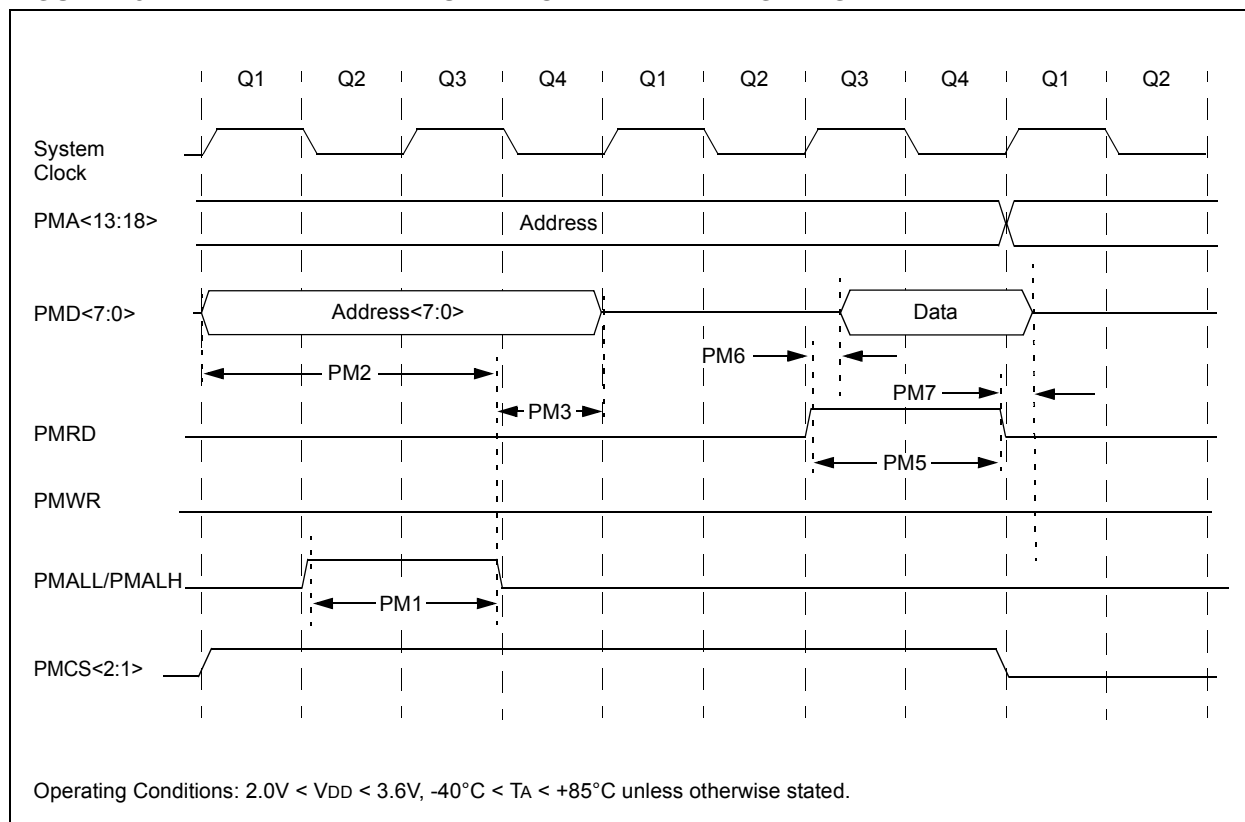 Q1 Q2 Q3 Q4 Q1 Q2 Q3 Q4 Q1 Q2
System
Clock
PMA<13:18>
Address
PMD<7:0>
Address<7:0>
Data
PM6
PM2
PM7
PM3
PMRD
PM5
PMWR
PMALL/PMALH
PM1
PMCS<2:1>
Operating Conditions: 2.0V < VDD < 3.6V, -40°C < TA < +85°C unless otherwise stated.